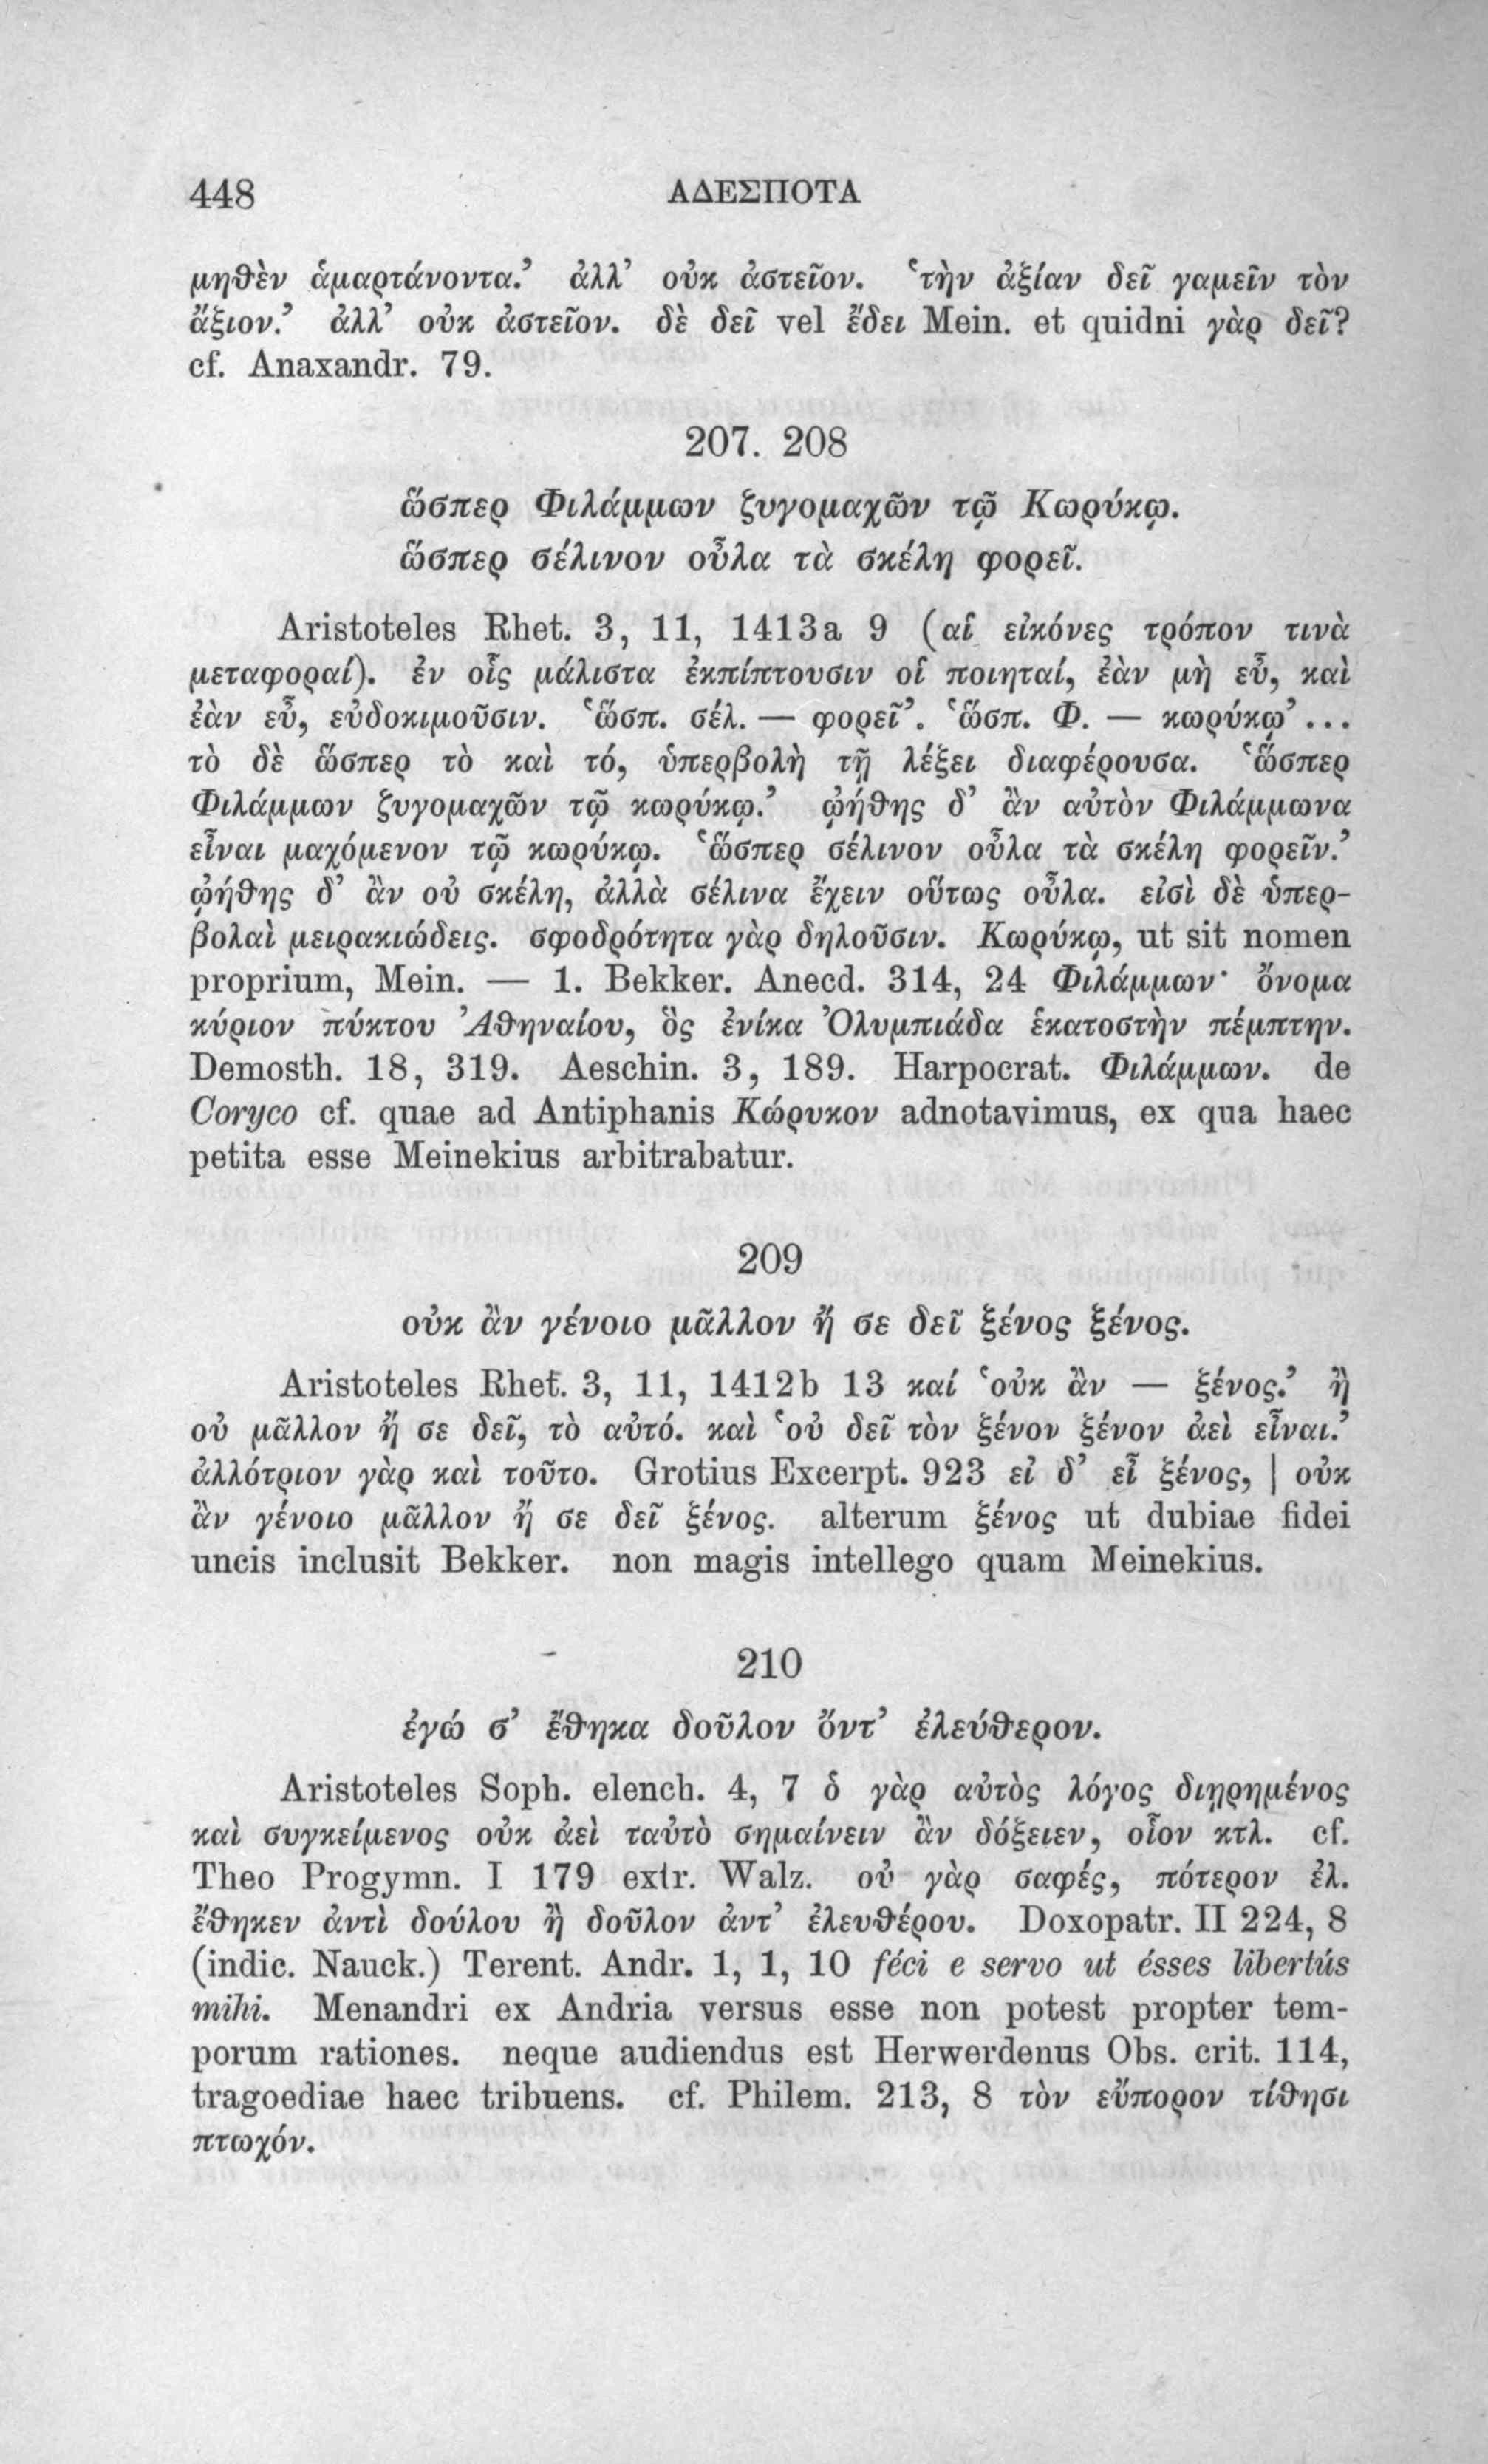 448 ΑΔΕΣΠΟΤΑ
μηθὲν ἁμαρτάνοντα.’ ἀλλ’ οὐκ ἀστεῖον. ‘τὴν ἀξίαν δεῖ γαμεῖν τὸν
ἄξιον.’ ἀλλ’ οὐκ ἀστεῖον. δὲ δεῖ vel ἔδει Mein. et quidni γὰρ δεῖ?
cf. Anaxandr. 79.
207. 208
ὥσπερ Φιλάμμων ζυγομαχῶν τῷ Κωρύκῳ.
ὥσπερ σέλινον οὖλα τὰ σκέλη φορεῖ.
Aristoteles Rhet. 3, 11, 1413a 9 (αἱ εἰκόνες τρόπον τινὰ
μεταφοραί). ἐν οἷς μάλιστα ἐκπίπτουσιν οἱ ποιηταί, ἐὰν μὴ εὖ, καὶ
ἐὰν εὖ, εὐδοκιμοῦσιν. ‘ὥσπ. σέλ. — φορεῖ’. ‘ὥσπ. Φ. — κωρύκῳ’ ...
τὸ δὲ ὥσπερ τὸ καὶ τό, ὑπερβολὴ τῇ λέξει διαφέρουσα. ‘ὥσπερ
Φιλάμμων ζυγομαχῶν τῷ κωρύκῳ.’ ᾠήθης δ’ ἂν αὐτὸν Φιλάμμωνα
εἶναι μαχόμενον τῷ κωρύκῳ. ‘ὥσπερ σέλινον οὖλα τὰ σκέλη φορεῖν.’
ᾠήθης δ’ ἂν οὐ σκέλη, ἀλλὰ σέλινα ἔχειν οὕτως οὖλα. εἰσὶ δὲ ὑπερ-
βολαὶ μειρακιώδεις. σφοδρότητα γὰρ δηλοῦσιν. Κωρύκῳ, ut sit nomen
proprium, Mein. — 1. Bekker. Anecd. 314, 24 Φιλάμμων· ὄνομα
κύριον πύκτου Ἀθηναίου, ὃς ἐνίκα Ὀλυμπιάδα ἑκατοστὴν πέμπτην.
Demosth. 18, 319. Aeschin. 3, 189. Harpocrat. Φιλάμμων. de
Coryco cf. quae ad Antiphanis Κώρυκον adnotavimus, ex qua haec
petita esse Meinekius arbitrabatur.
209
οὐκ ἂν γένοιο μᾶλλον ἤ σε δεῖ ξένος ξένος.
Aristoteles Rhet. 3, 11, 1412b 13 καί ‘οὐκ ἂν — ξένος.’ ἢ
οὐ μᾶλλον ἤ σε δεῖ, τὸ αὐτό. καὶ ‘οὐ δεῖ τὸν ξένον ξένον ἀεὶ εἶναι.’
ἀλλότριον γὰρ καὶ τοῦτο. Grotius Excerpt. 923 εἰ δ’ εἶ ξένος, | οὐκ
ἂν γένοιο μᾶλλον ἤ σε δεῖ ξένος. alterum ξένος ut dubiae fidei
uncis inclusit Bekker. non magis intellego quam Meinekius.
210
ἐγώ σ’ ἔθηκα δοῦλον ὄντ’ ἐλεύθερον.
Aristoteles Soph. elench. 4, 7 ὁ γὰρ αὐτὸς λόγος διῃρημένος
καὶ συγκείμενος οὐκ ἀεὶ ταὐτὸ σημαίνειν ἂν δόξειεν, οἷον κτλ. cf.
Theo Progymn. I 179 extr. Walz. οὐ γὰρ σαφές, πότερον ἐλ.
ἔθηκεν ἀντὶ δούλου ἢ δοῦλον ἀντ’ ἐλευθέρου. Doxopatr. II 224, 8
(indic. Nauck.) Terent. Andr. 1, 1, 10 féci e servo ut ésses libertús
mihi. Menandri ex Andria versus esse non potest propter tem-
porum rationes. neque audiendus est Herwerdenus Obs. crit. 114,
tragoediae haec tribuens. cf. Philem. 213, 8 τὸν εὔπορον τίθησι
πτωχόν.